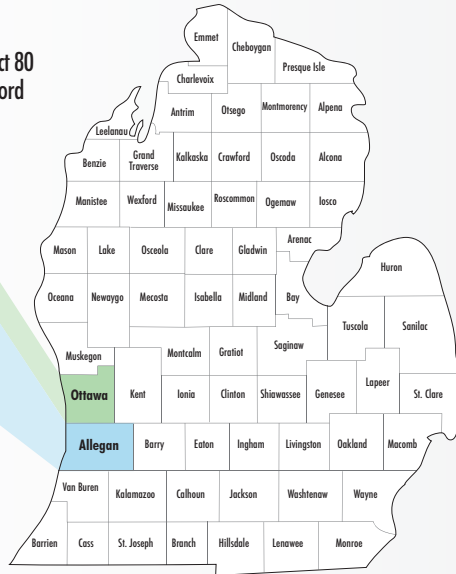 ct 80
ord
Emmet
Cheboygan
Presque Isle
Charlevoix
Antrim
Otsego
Montmorency
Alpena
Leelanau
Benzie
Grand
Traverse
Kalkaska
Crawford
Oscoda
Alcona
Manistee
Wexford
Missaukee
Roscommon
Ogemaw
Iosco
Arenac
Mason
Lake
Osceola
Clare
Gladwin
Huron
Oceana
Newaygo
Mecosta
Isabella
Midland
Bay
Tuscola
Sanilac
Muskegon
Montcalm
Gratiot
Saginaw
Ottawa
Kent
Ionia
Clinton
Shiawassee
Genesee
Lapeer
St. Clare
Allegan
Barry
Eaton
Ingham
Livingston
Oakland
Macomb
Van Buren
Kalamazoo
Calhoun
Jackson
Washtenaw
Wayne
Barrien
Cass
St. Joseph
Branch
Hillsdale
Lenawee
Monroe